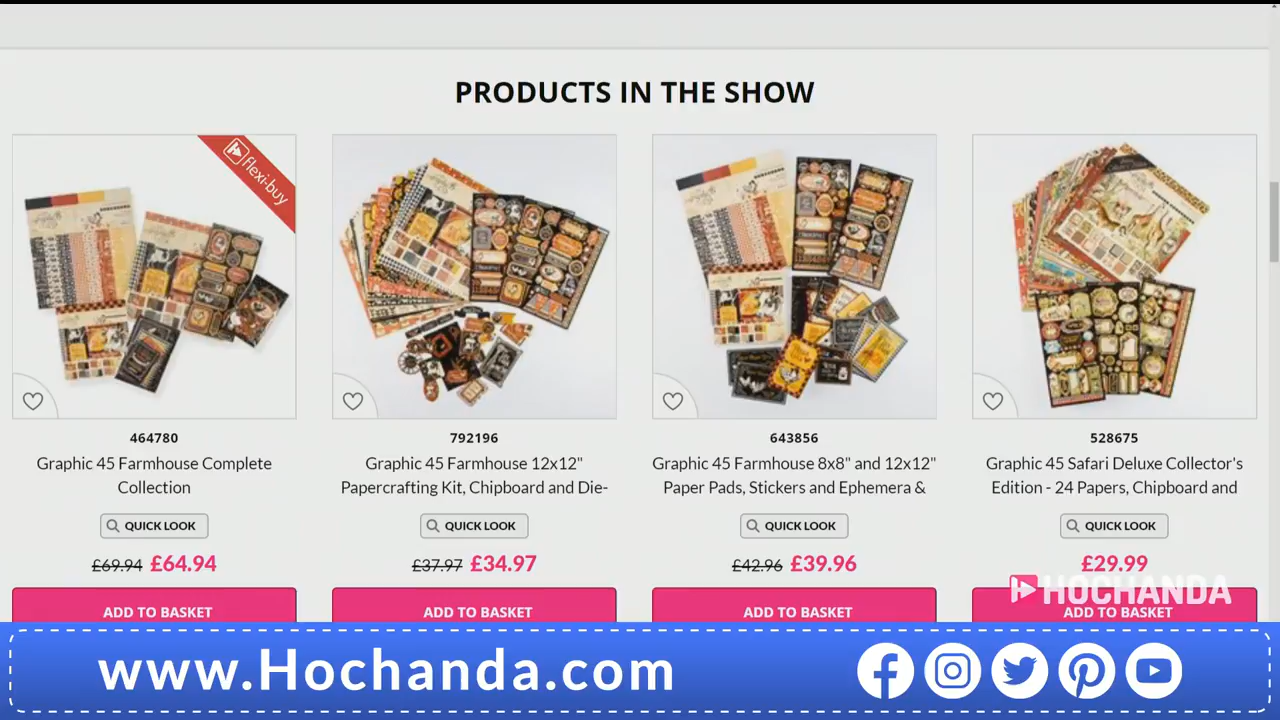 PRODUCTS IN THE SHOW
flexi-buy
464780
Graphic 45 Farmhouse Complete
Collection
QUICK LOOK
£69.94 £64.94
ADD TO BASKET
792196
Graphic 45 Farmhouse 12x12"
Papercrafting Kit, Chipboard and Die-
QUICK LOOK
£37.97 £34.97
ADD TO BASKET
643856
Graphic 45 Farmhouse 8x8" and 12x12"
Paper Pads, Stickers and Ephemera &
QUICK LOOK
£42.96 £39.96
ADD TO BASKET
528675
Graphic 45 Safari Deluxe Collector's
Edition - 24 Papers, Chipboard and
QUICK LOOK
£29.99
HOCHANDA
ADD TO BASKET
www.Hochanda.com